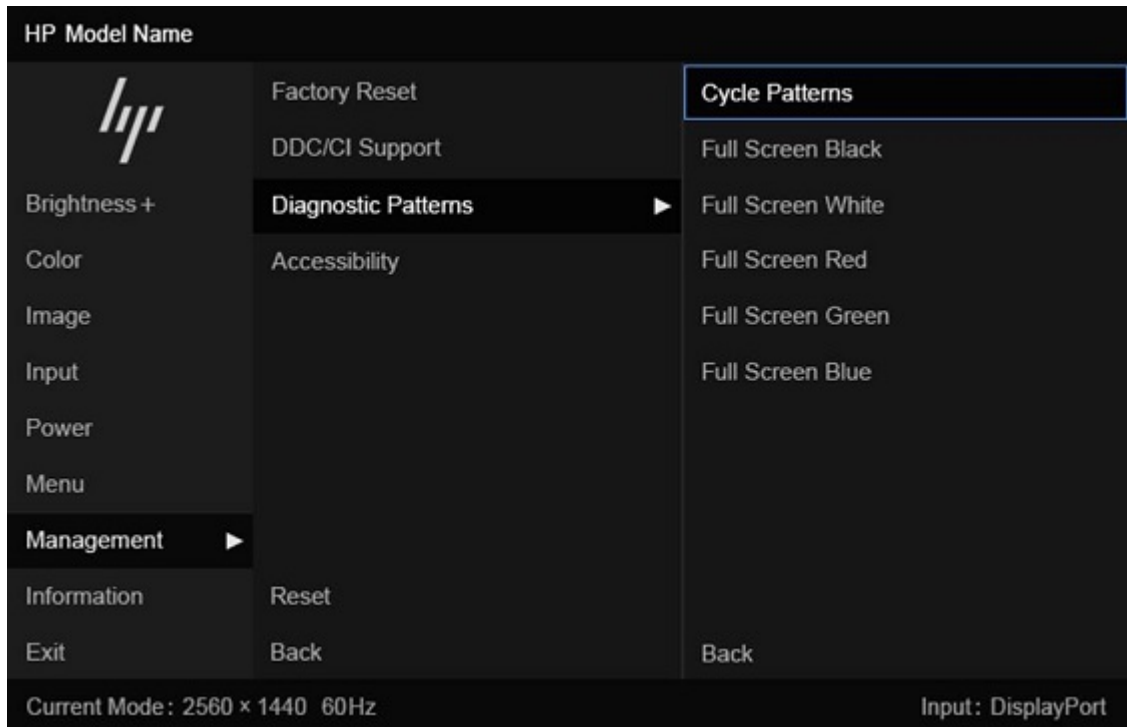 HP Model Name
hp
Brightness +
Color
Image
Input
Power
Menu
Management
Information
Exit
Factory Reset
DDC/CI Support
Diagnostic Patterns
Accessibility
Reset
Back
Cycle Patterns
Full Screen Black
Full Screen White
Full Screen Red
Full Screen Green
Full Screen Blue
Back
Current Mode: 2560 × 1440 60Hz
Input: DisplayPort